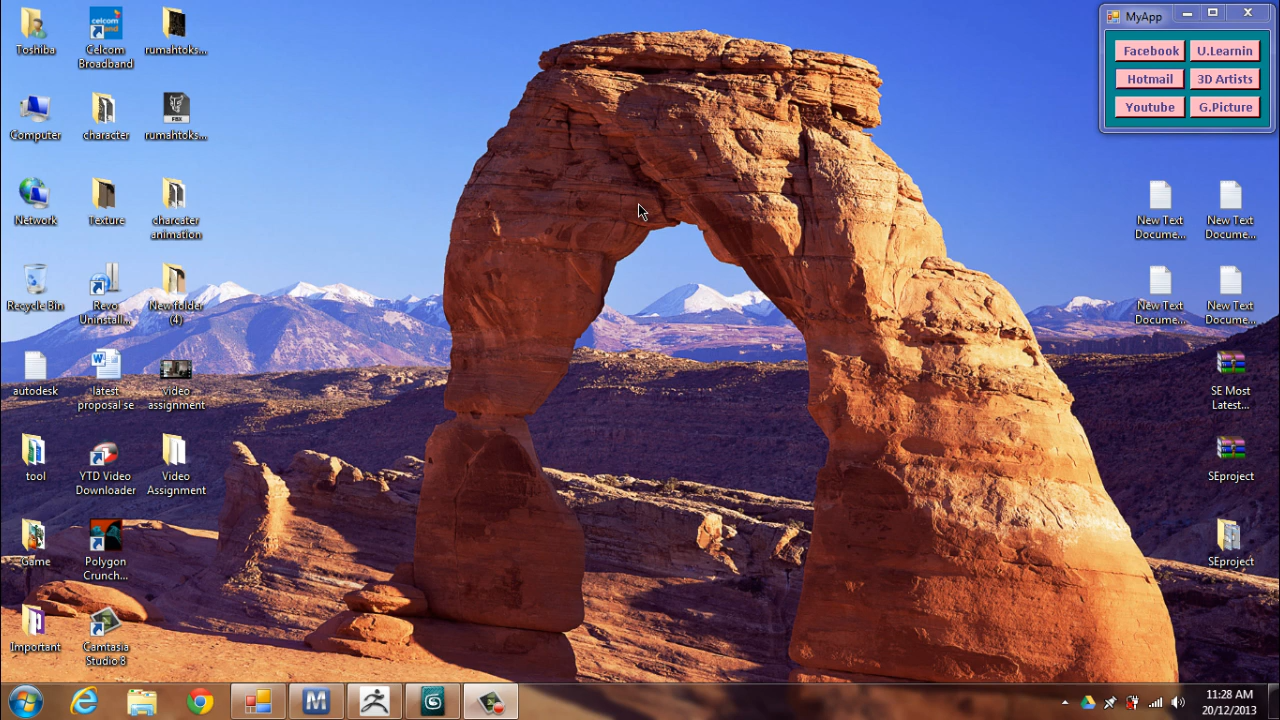 Toshiba
celcom
Celcom
Broadband
rumahtoks...
Computer
character
FBX
rumahtoks...
Network
Texture
charcater
animation
Recycle Bin
Revo
Uninstall...
New folder
(4)
autodesk
latest
proposal se
Video
assignment
tool
YTD Video
Downloader
Video
Assignment
Game
Polygon
Crunch...
Important
Camtasia
Studio 8
MyApp
Facebook
U.Learnin
Hotmail
3D Artists
Youtube
G.Picture
New Text
Docume...
New Text
Docume...
New Text
Docume...
New Text
Docume...
SE Most
Latest...
SEproject
SEproject
M
11:28 AM
20/12/2013